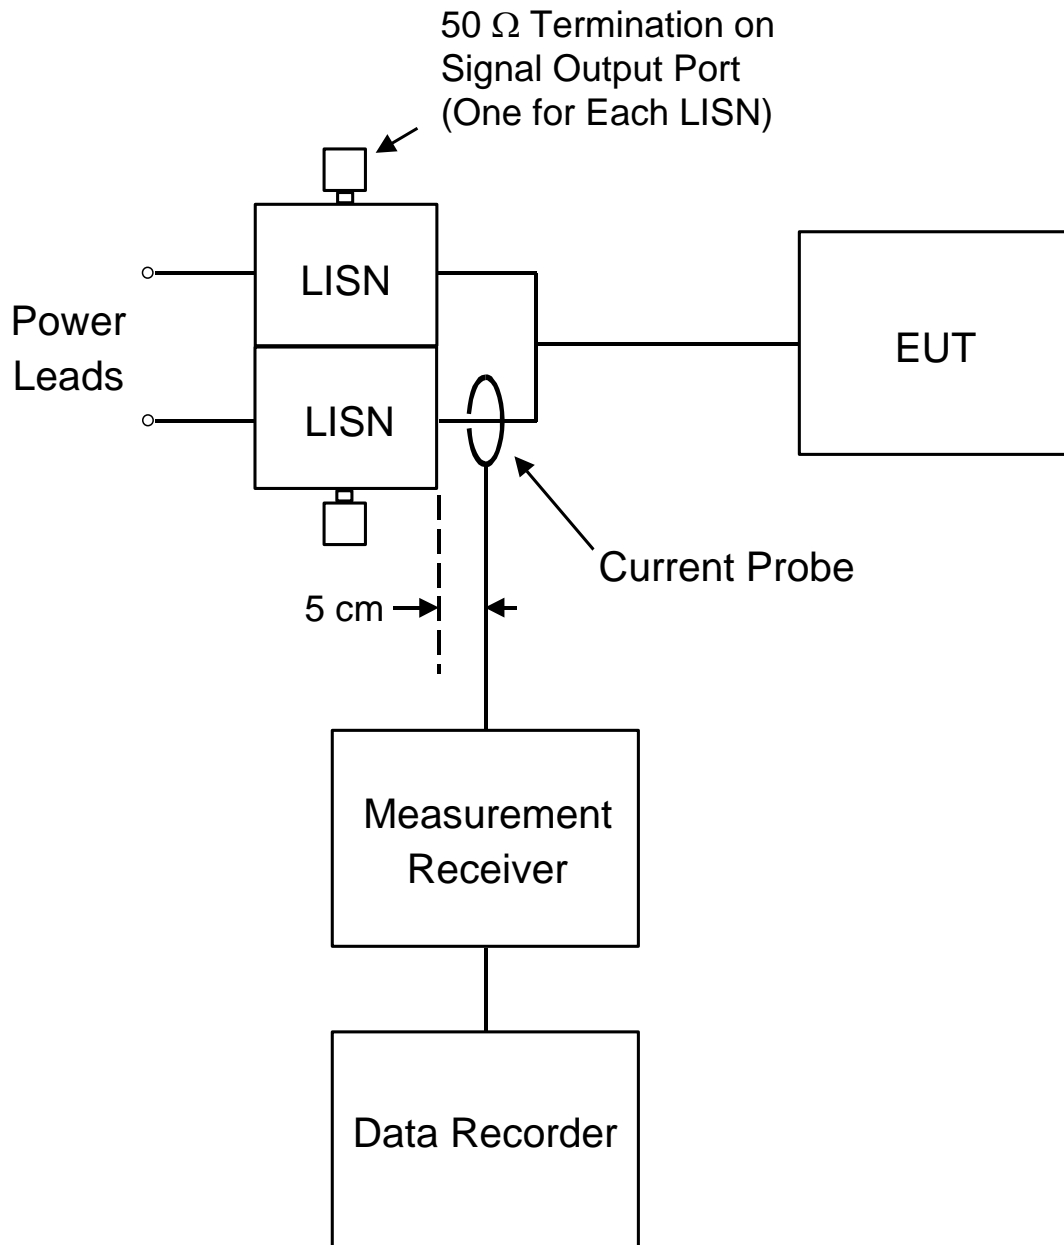 50 Ω Termination on
Signal Output Port
(One for Each LISN)
LISN
Power
Leads
LISN
EUT
Current Probe
5 cm
Measurement
Receiver
Data Recorder